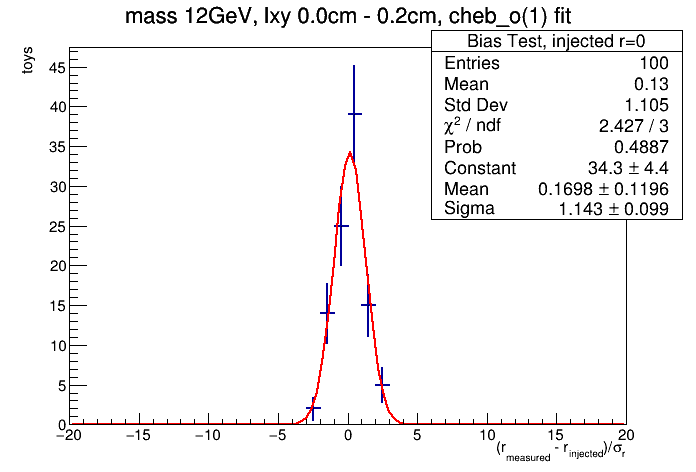 mass 12GeV, lxy 0.0cm - 0.2cm, cheb_o(1) fit
Bias Test, injected r=0
Entries 100
Mean 0.13
Std Dev 1.105
χ² / ndf 2.427 / 3
Prob 0.4887
Constant 34.3 ± 4.4
Mean 0.1698 ± 0.1196
Sigma 1.143 ± 0.099
toys
45
40
35
30
25
20
15
10
5
0
−20 −15 −10 −5 0 5 10 15 20
(r_measured - r_injected)/σ_r